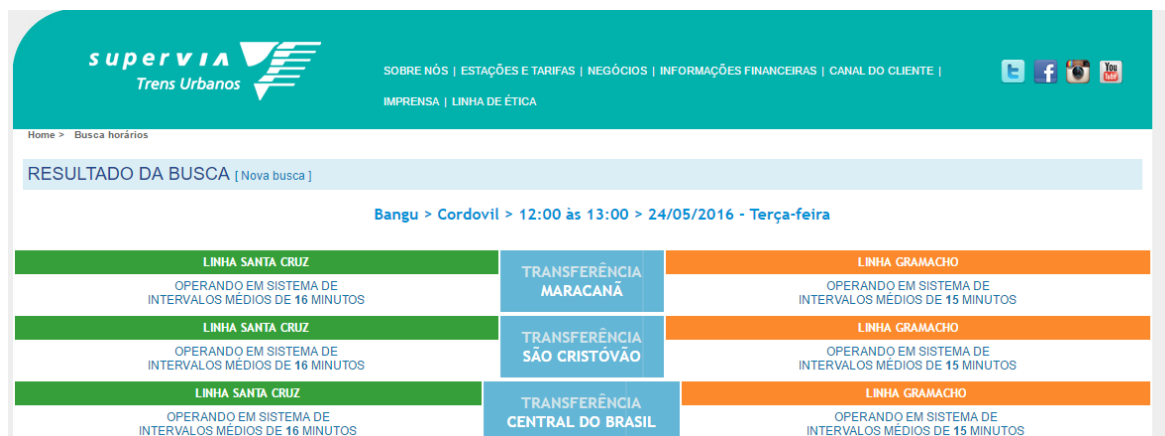 supervia
Trens Urbanos
SOBRE NÓS | ESTAÇÕES E TARIFAS | NEGÓCIOS | INFORMAÇÕES FINANCEIRAS | CANAL DO CLIENTE |
IMPRENSA | LINHA DE ÉTICA
You
Tube
Home > Busca horários
RESULTADO DA BUSCA [ Nova busca ]
Bangu > Cordovil > 12:00 às 13:00 > 24/05/2016 - Terça-feira
LINHA SANTA CRUZ
OPERANDO EM SISTEMA DE
INTERVALOS MÉDIOS DE 16 MINUTOS
TRANSFERÊNCIA
MARACANÃ
LINHA GRAMACHO
OPERANDO EM SISTEMA DE
INTERVALOS MÉDIOS DE 15 MINUTOS
LINHA SANTA CRUZ
OPERANDO EM SISTEMA DE
INTERVALOS MÉDIOS DE 16 MINUTOS
TRANSFERÊNCIA
SÃO CRISTÓVÃO
LINHA GRAMACHO
OPERANDO EM SISTEMA DE
INTERVALOS MÉDIOS DE 15 MINUTOS
LINHA SANTA CRUZ
OPERANDO EM SISTEMA DE
INTERVALOS MÉDIOS DE 16 MINUTOS
TRANSFERÊNCIA
CENTRAL DO BRASIL
LINHA GRAMACHO
OPERANDO EM SISTEMA DE
INTERVALOS MÉDIOS DE 15 MINUTOS